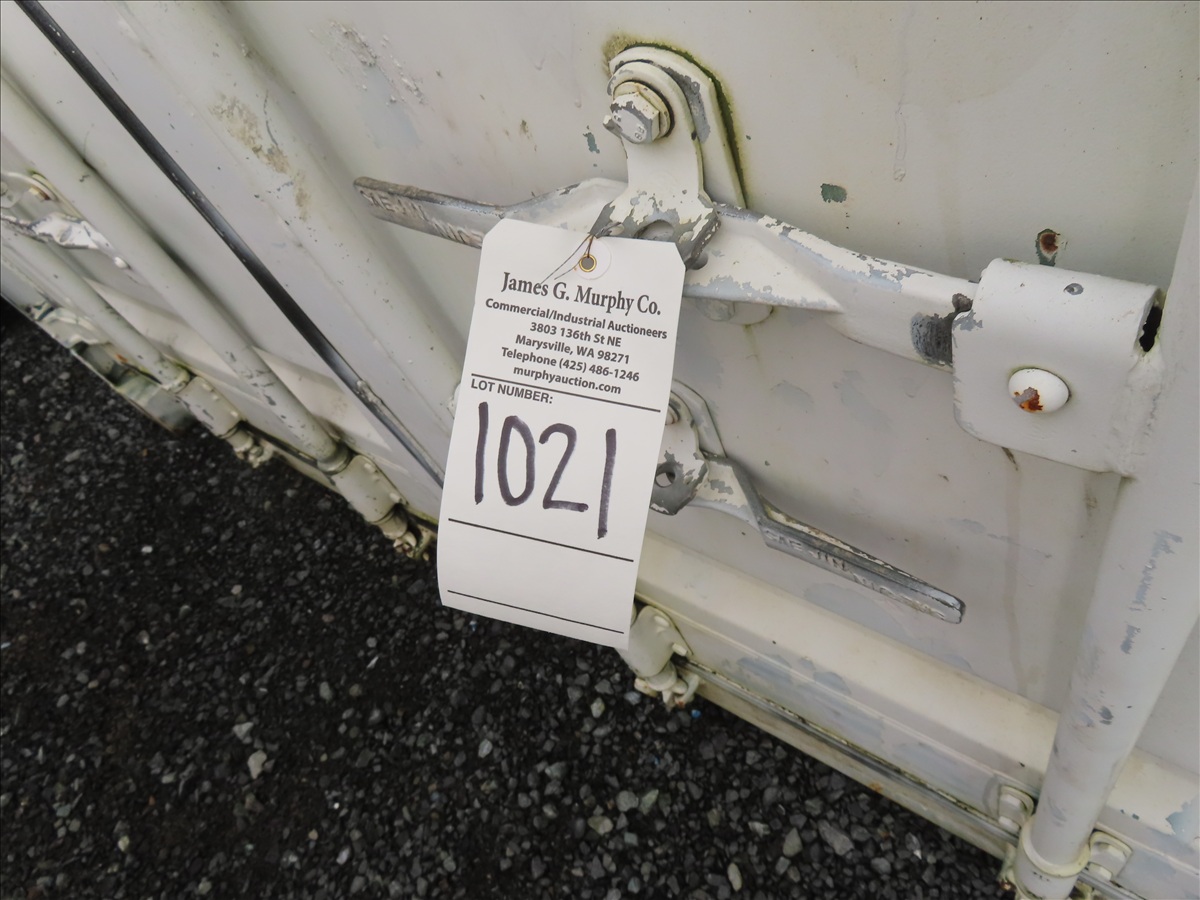 James G. Murphy Co.
Commercial/Industrial Auctioneers
3803 136th St NE
Marysville, WA 98271
Telephone (425) 486-1246
murphyauction.com
LOT NUMBER:
1021